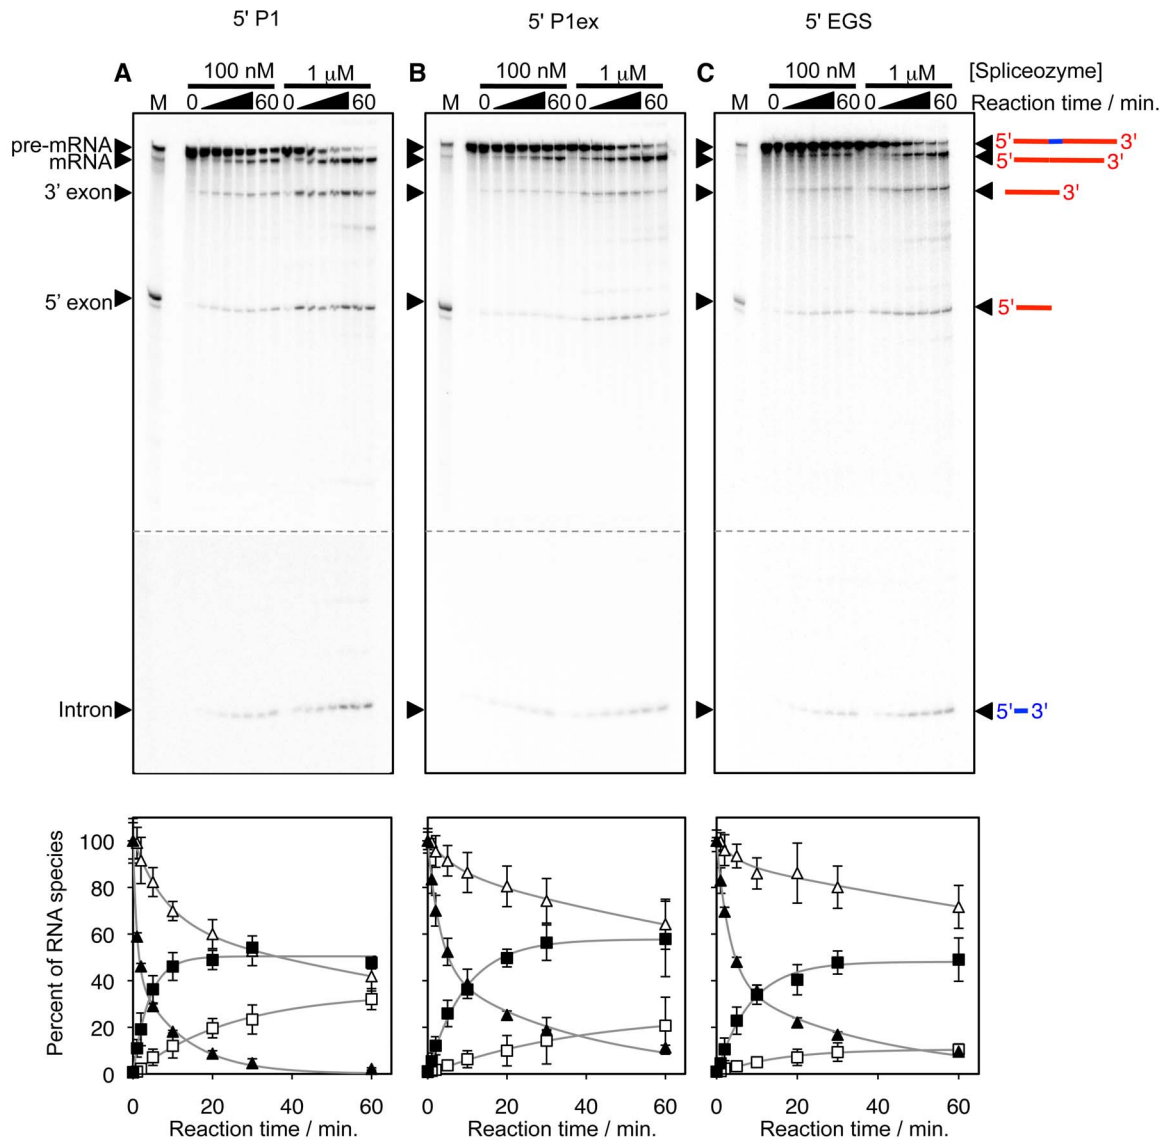 5' P1 5' P1ex 5' EGS
A 100 nM 1 µM B 100 nM 1 µM C 100 nM 1 µM [Spliceozyme]
M 0 60 0 60 M 0 60 0 60 M 0 60 0 60 Reaction time / min.
pre-mRNA 5' 3'
mRNA 5' 3'
3' exon 3'
5' exon 5'
Intron 5' 3'
Percent of RNA species
100
80
60
40
20
0
0 20 40 60 0 20 40 60 0 20 40 60
Reaction time / min. Reaction time / min. Reaction time / min.